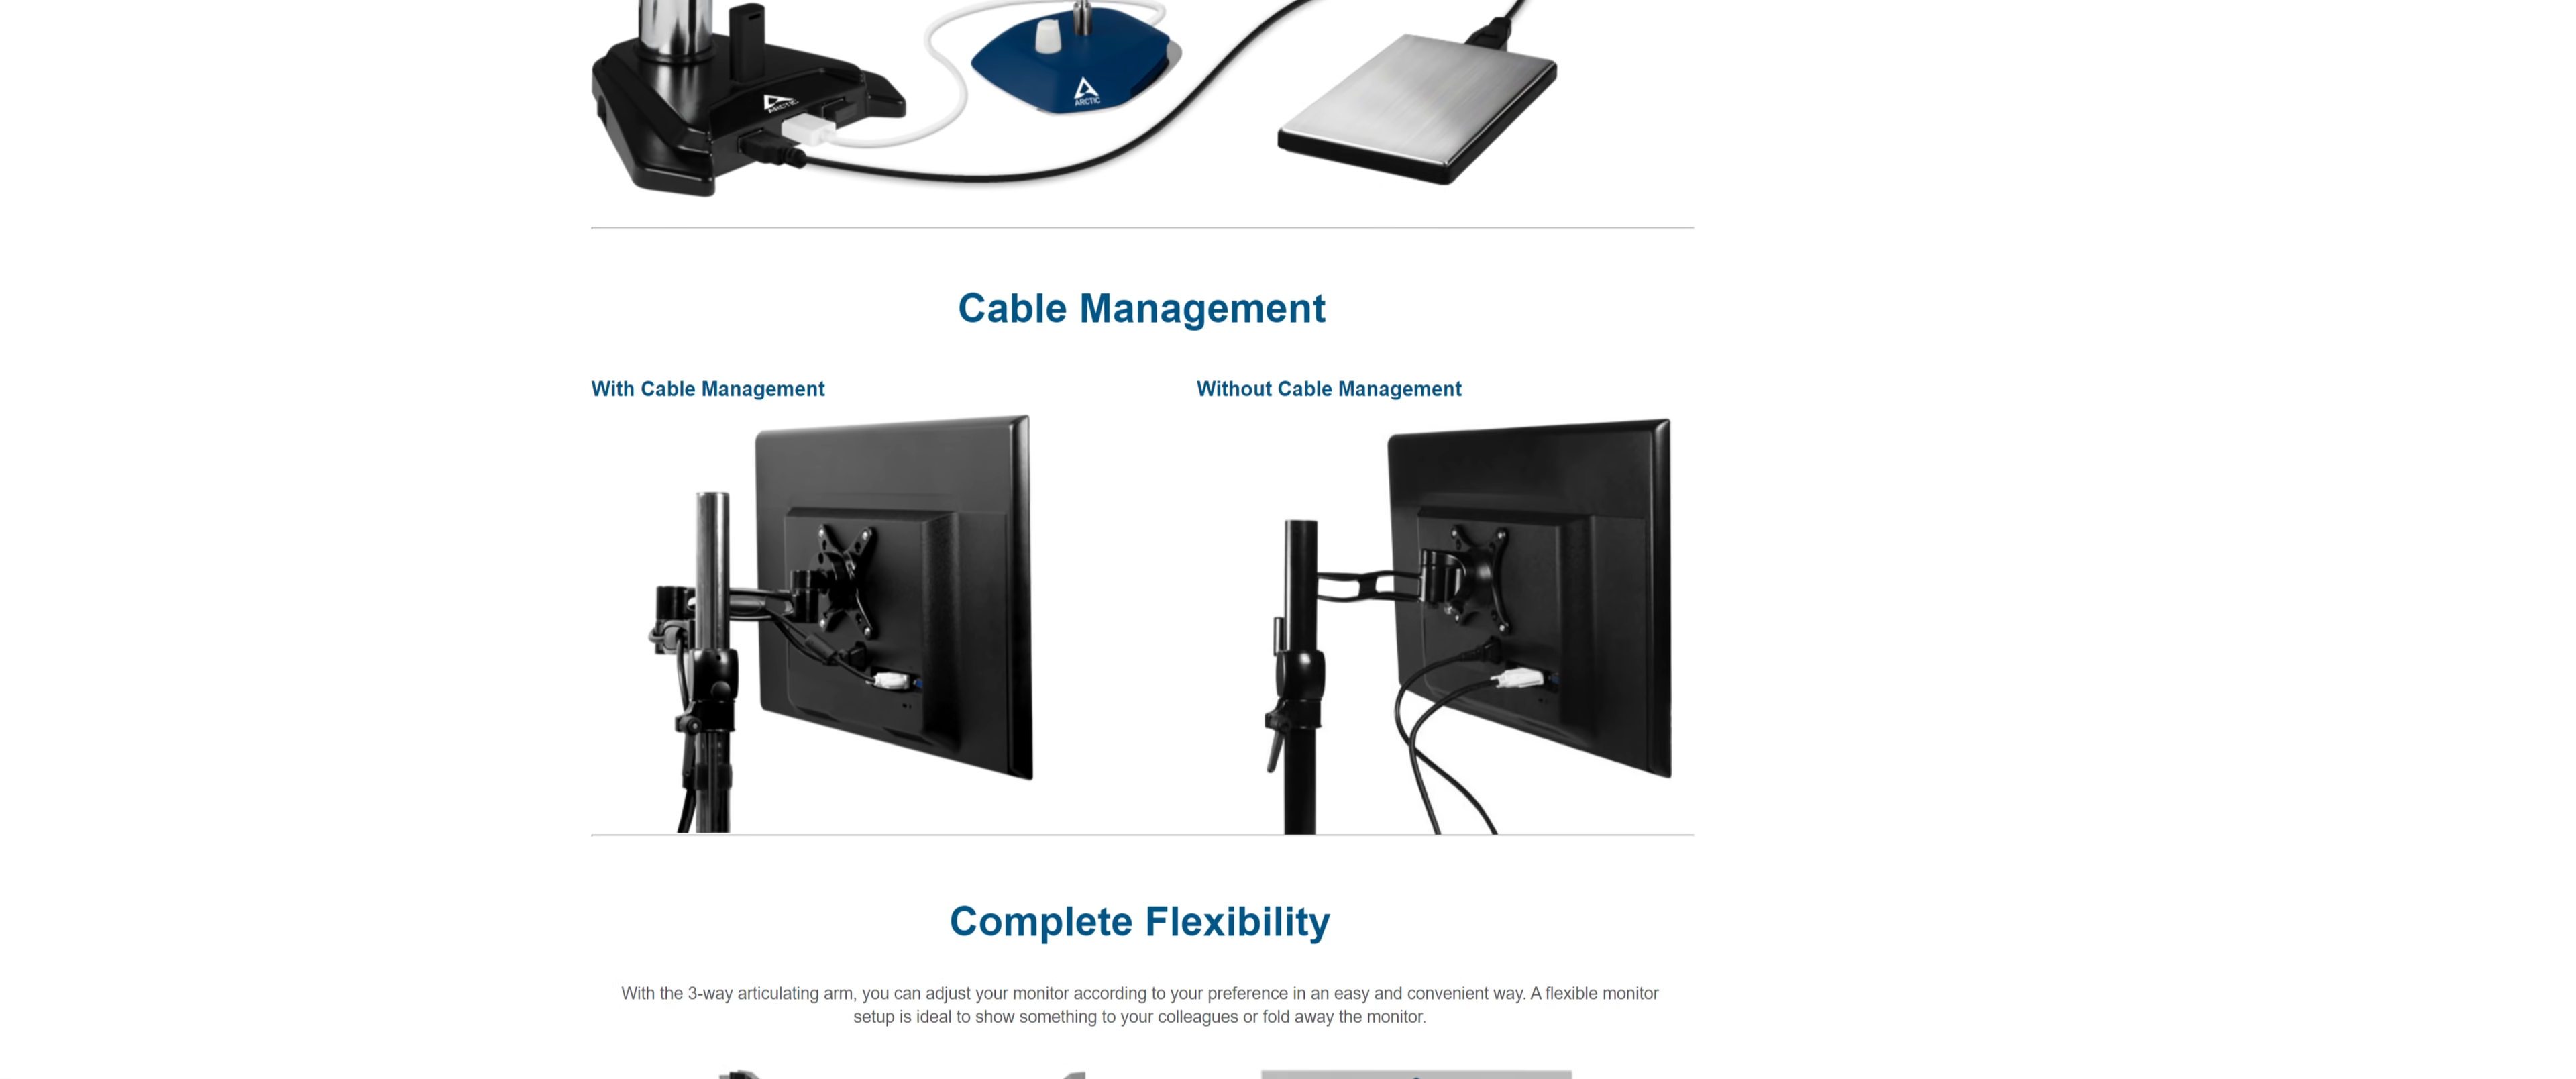 ARCTIC
ARCTIC
Cable Management
With Cable Management
Without Cable Management
Complete Flexibility
With the 3-way articulating arm, you can adjust your monitor according to your preference in an easy and convenient way. A flexible monitor
setup is ideal to show something to your colleagues or fold away the monitor.